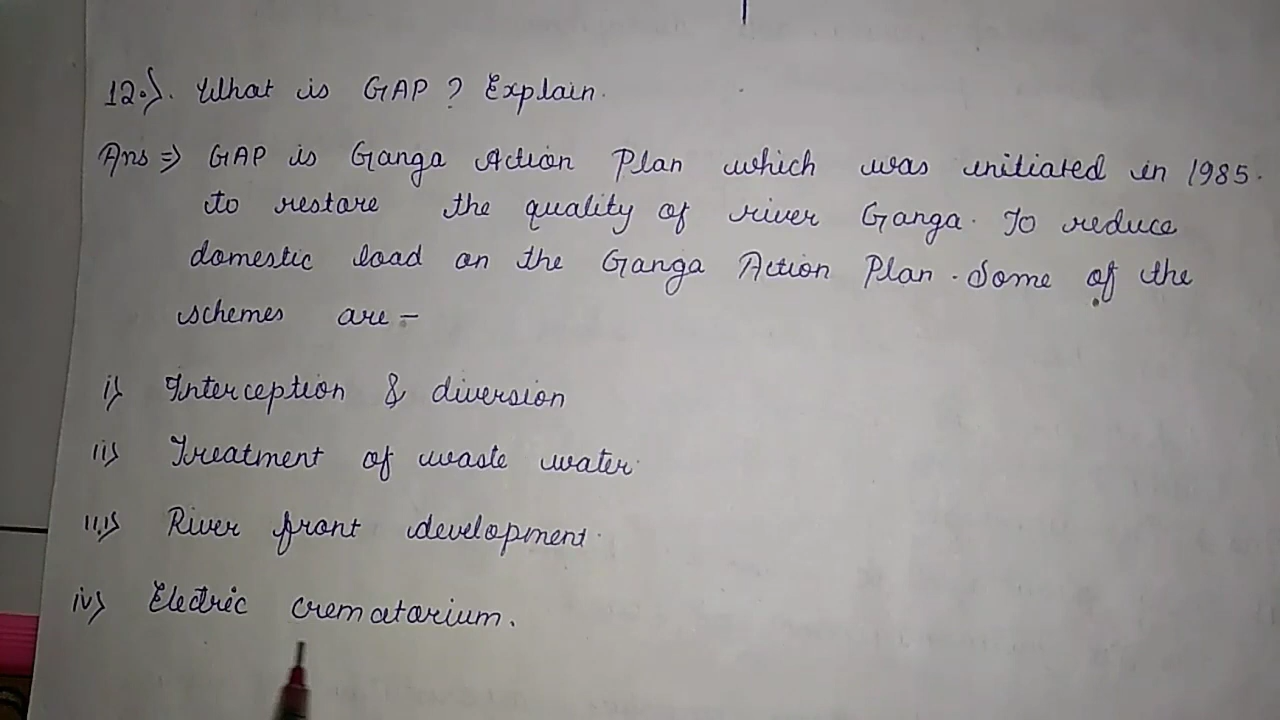 12.). What is GAP ? Explain.
Ans ⇒ GAP is Ganga Action Plan which was initiated in 1985.
to restore the quality of river Ganga. To reduce
domestic load on the Ganga Action Plan. Some of the
schemes are -
i) Interception & diversion
ii) Treatment of waste water.
iii) River front development.
iv) Electric crematorium.